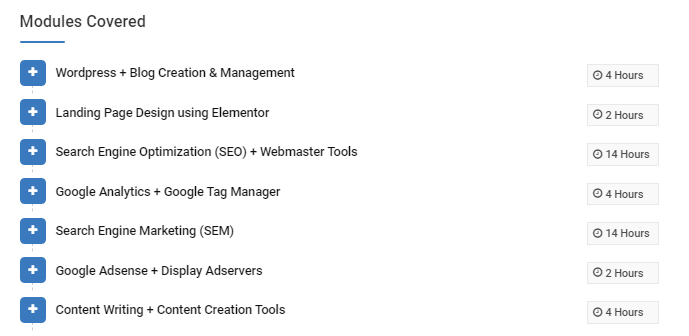 Modules Covered
Wordpress + Blog Creation & Management 4 Hours
Landing Page Design using Elementor 2 Hours
Search Engine Optimization (SEO) + Webmaster Tools 14 Hours
Google Analytics + Google Tag Manager 4 Hours
Search Engine Marketing (SEM) 14 Hours
Google Adsense + Display Adservers 2 Hours
Content Writing + Content Creation Tools 4 Hours